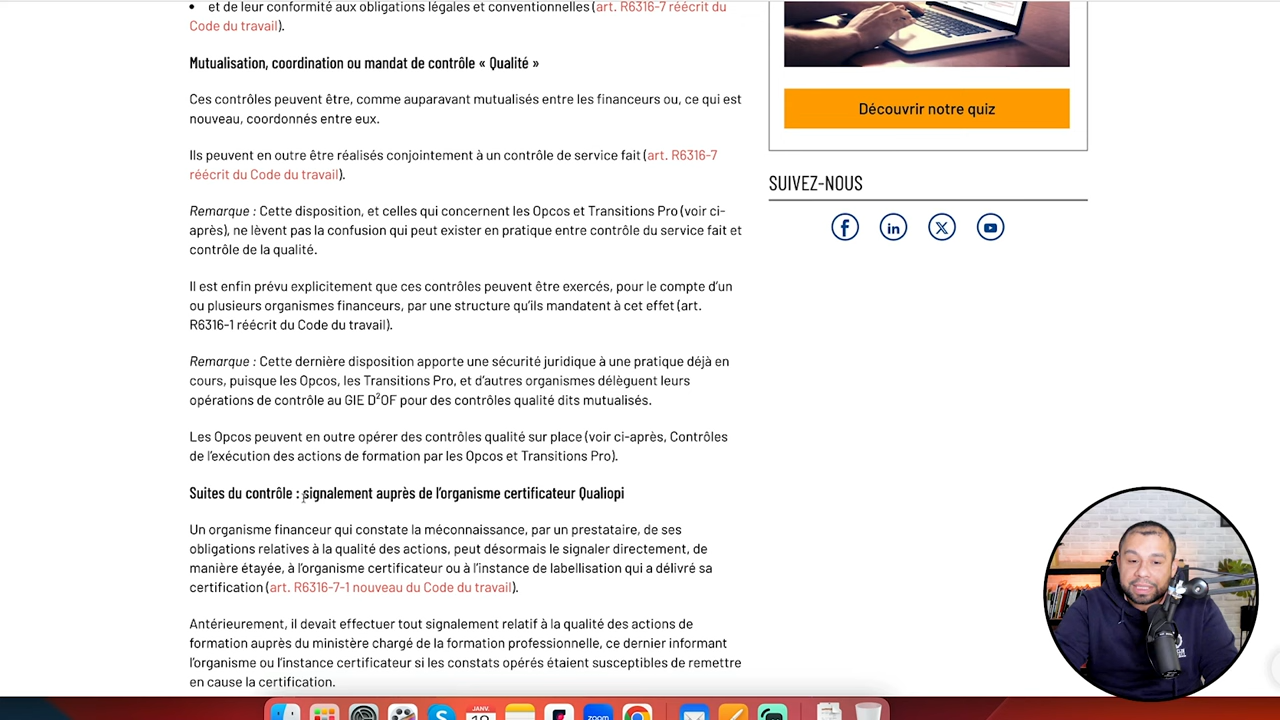 • et de leur conformité aux obligations légales et conventionnelles (art. R6316-7 réécrit du
Code du travail).
Mutualisation, coordination ou mandat de contrôle « Qualité »
Ces contrôles peuvent être, comme auparavant mutualisés entre les financeurs ou, ce qui est
nouveau, coordonnés entre eux.
Ils peuvent en outre être réalisés conjointement à un contrôle de service fait (art. R6316-7
réécrit du Code du travail).
Remarque : Cette disposition, et celles qui concernent les Opcos et Transitions Pro (voir ci-
après), ne lèvent pas la confusion qui peut exister en pratique entre contrôle du service fait et
contrôle de la qualité.
Il est enfin prévu explicitement que ces contrôles peuvent être exercés, pour le compte d'un
ou plusieurs organismes financeurs, par une structure qu'ils mandatent à cet effet (art.
R6316-1 réécrit du Code du travail).
Remarque : Cette dernière disposition apporte une sécurité juridique à une pratique déjà en
cours, puisque les Opcos, les Transitions Pro, et d'autres organismes délèguent leurs
opérations de contrôle au GIE D²OF pour des contrôles qualité dits mutualisés.
Les Opcos peuvent en outre opérer des contrôles qualité sur place (voir ci-après, Contrôles
de l'exécution des actions de formation par les Opcos et Transitions Pro).
Suites du contrôle : signalement auprès de l'organisme certificateur Qualiopi
Un organisme financeur qui constate la méconnaissance, par un prestataire, de ses
obligations relatives à la qualité des actions, peut désormais le signaler directement, de
manière étayée, à l'organisme certificateur ou à l'instance de labellisation qui a délivré sa
certification (art. R6316-7-1 nouveau du Code du travail).
Antérieurement, il devait effectuer tout signalement relatif à la qualité des actions de
formation auprès du ministère chargé de la formation professionnelle, ce dernier informant
l'organisme ou l'instance certificateur si les constats opérés étaient susceptibles de remettre
en cause la certification.
Découvrir notre quiz
SUIVEZ-NOUS
JANV.
zoom